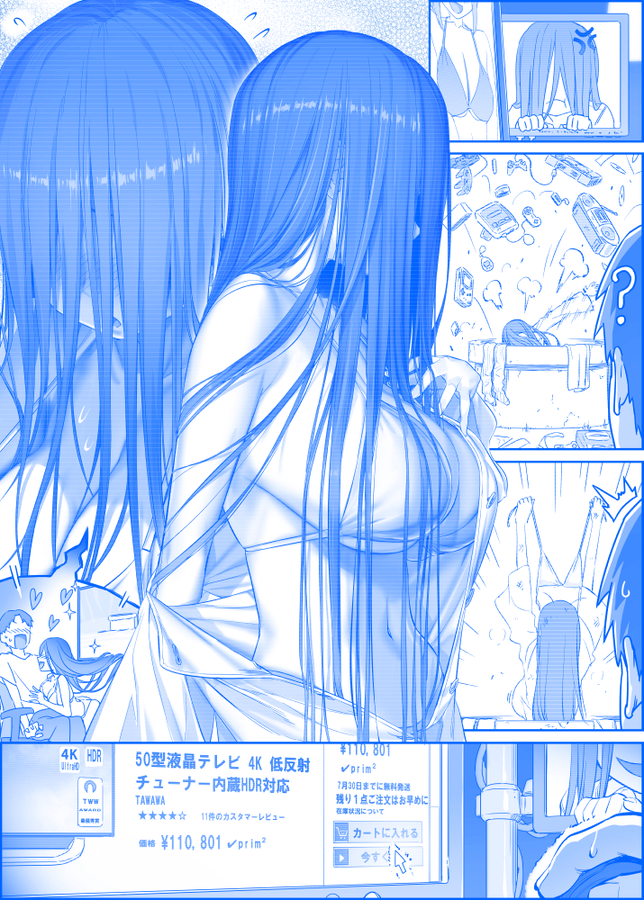 ?
4K
UltraHD
HDR
TWW
AWARD
50型液晶テレビ 4K 低反射
チューナー内蔵HDR対応
TAWAWA
★★★★☆ 11件のカスタマーレビュー
価格 ¥110,801 ✓prim²
¥110,801
✓prim²
7月30日までに無料発送
残り1点ご注文はお早めに
在庫状況について
カートに入れる
今す